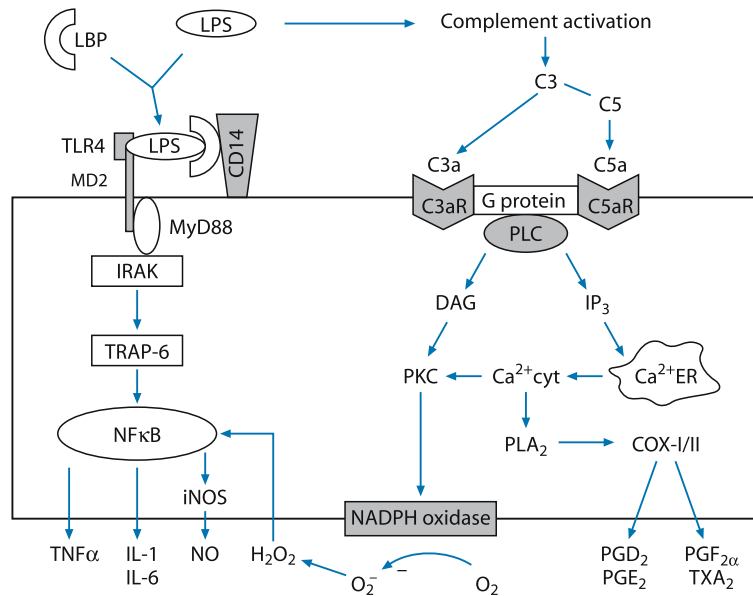 LBP
LPS
Complement activation
C3
C5
TLR4
LPS
CD14
C3a
C5a
MD2
C3aR
G protein
C5aR
MyD88
PLC
IRAK
DAG
IP₃
TRAP-6
PKC
Ca²⁺cyt
Ca²⁺ER
NFκB
PLA₂
COX-I/II
iNOS
NADPH oxidase
TNFα
IL-1
IL-6
NO
H₂O₂
O₂⁻
–
O₂
PGD₂
PGE₂
PGF₂α
TXA₂